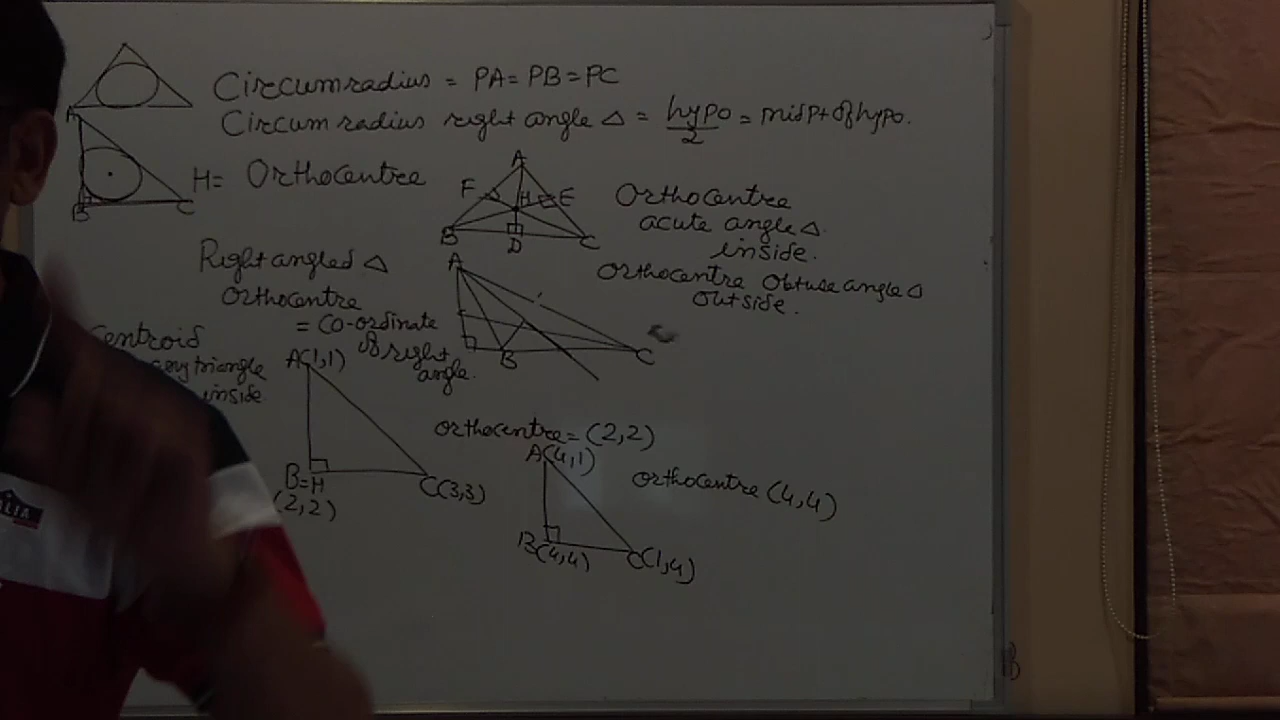 Circumradius = PA = PB = PC
Circum radius right angle △ = hypo/2 = midpt of hypo.
A
B
C
H = Orthocentre
A
F
H
E
B
D
C
Orthocentre
acute angle △
inside.
Orthocentre Obtuse angle △
outside.
Right angled △
Orthocentre
= Co-ordinate
of right
angle.
A
B
C
centroid
any triangle
inside
A(1,1)
B=H
(2,2)
C(3,3)
Orthocentre = (2,2)
A(4,1)
B(4,4)
C(1,4)
Orthocentre (4,4)